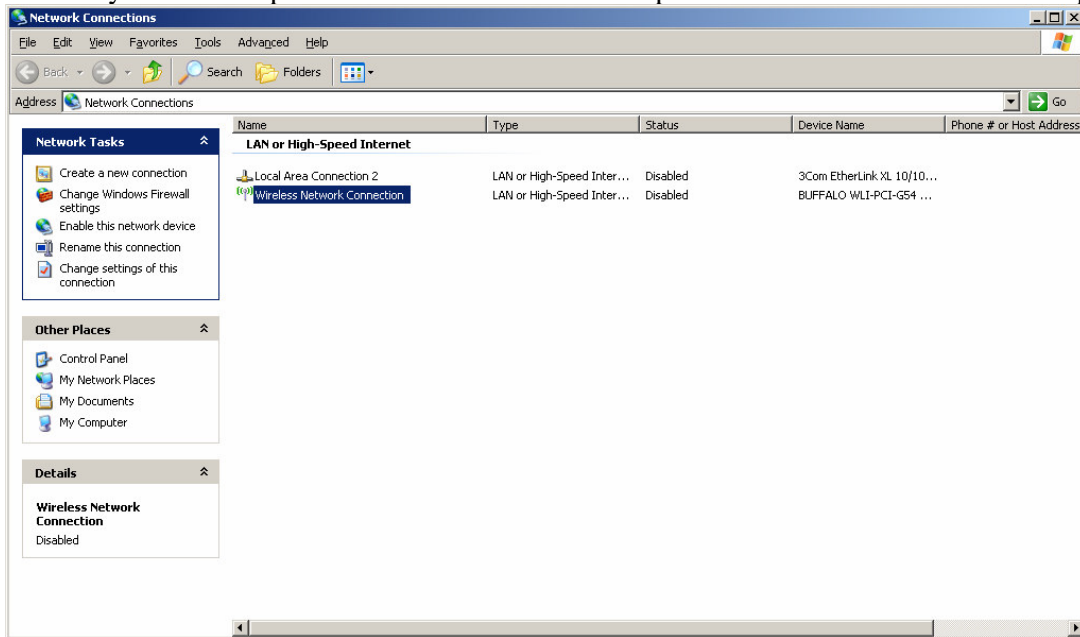 Network Connections
File Edit View Favorites Tools Advanced Help
Back Search Folders
Address Network Connections Go
Name Type Status Device Name Phone # or Host Address
LAN or High-Speed Internet
Local Area Connection 2 LAN or High-Speed Inter... Disabled 3Com EtherLink XL 10/10...
Wireless Network Connection LAN or High-Speed Inter... Disabled BUFFALO WLI-PCI-G54 ...
Network Tasks
Create a new connection
Change Windows Firewall
settings
Enable this network device
Rename this connection
Change settings of this
connection
Other Places
Control Panel
My Network Places
My Documents
My Computer
Details
Wireless Network
Connection
Disabled